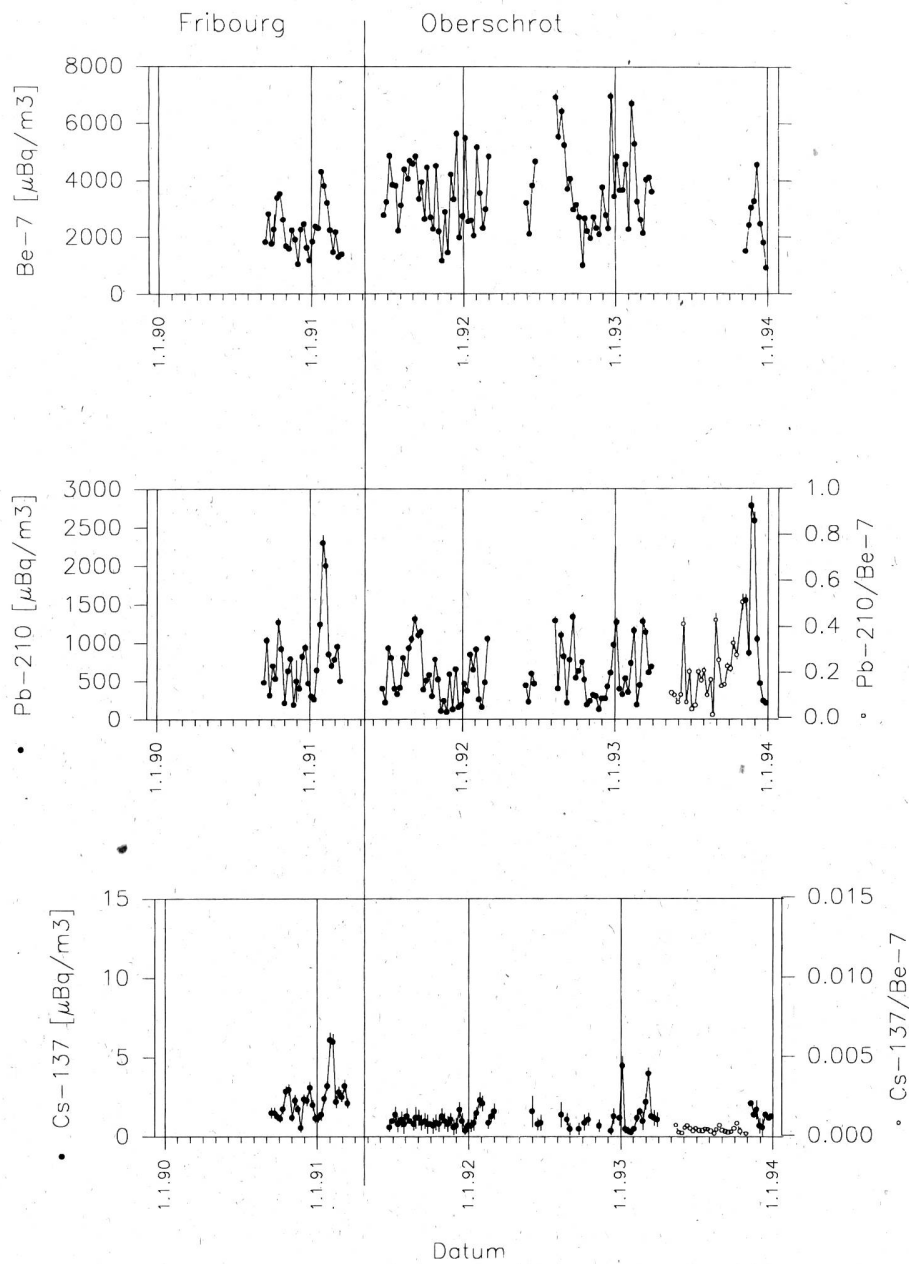 Fribourg Oberschrot
Be-7 [μBq/m3]
8000
6000
4000
2000
0
1.1.90 1.1.91 1.1.92 1.1.93 1.1.94
• Pb-210 [μBq/m3]
3000
2500
2000
1500
1000
500
0
1.0
0.8
0.6
0.4
0.2
0.0
∘ Pb-210/Be-7
1.1.90 1.1.91 1.1.92 1.1.93 1.1.94
• Cs-137 [μBq/m3]
15
10
5
0
0.015
0.010
0.005
0.000
∘ Cs-137/Be-7
1.1.90 1.1.91 1.1.92 1.1.93 1.1.94
Datum